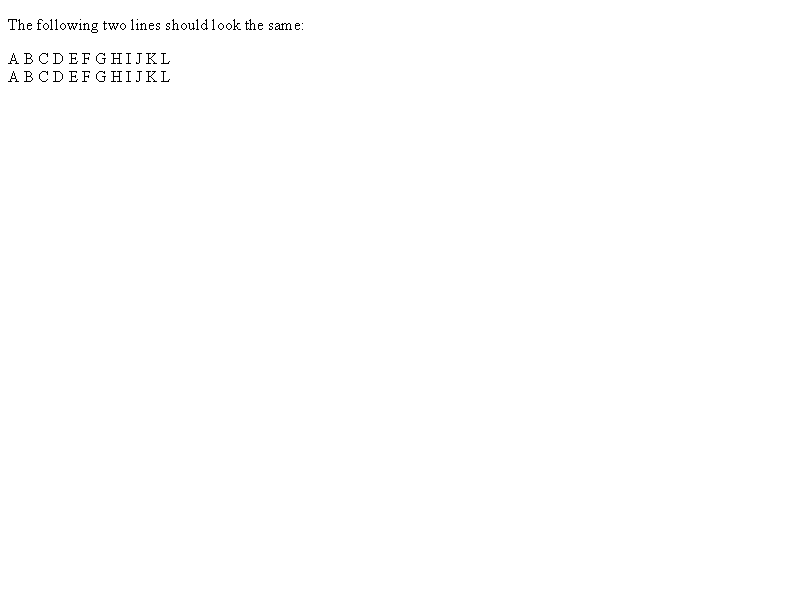 The following two lines should look the same:
A B C D E F G H I J K L
A B C D E F G H I J K L